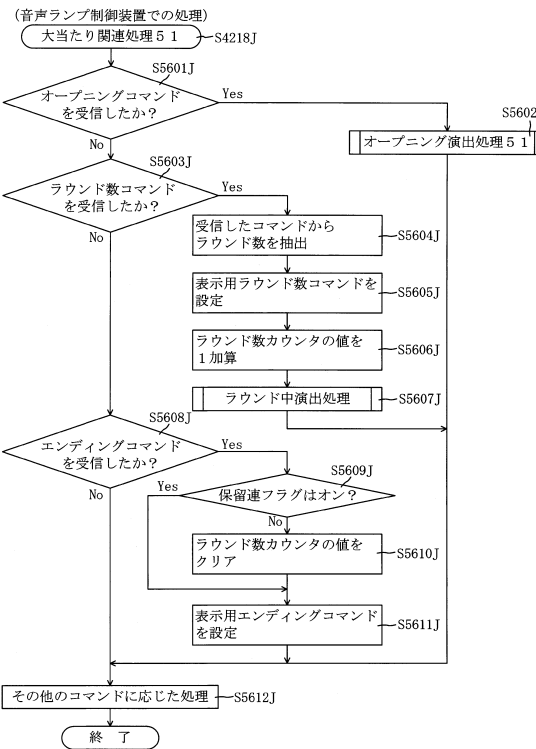 (音声ランプ制御装置での処理)
大当たり関連処理５１
S4218J
S5601J
オープニングコマンド
を受信したか？
Yes
No
S5602
オープニング演出処理５１
S5603J
ラウンド数コマンド
を受信したか？
Yes
No
受信したコマンドから
ラウンド数を抽出
S5604J
表示用ラウンド数コマンドを
設定
S5605J
ラウンド数カウンタの値を
１加算
S5606J
ラウンド中演出処理
S5607J
S5608J
エンディングコマンド
を受信したか？
Yes
No
S5609J
保留連フラグはオン？
Yes
No
ラウンド数カウンタの値を
クリア
S5610J
表示用エンディングコマンド
を設定
S5611J
その他のコマンドに応じた処理
S5612J
終 了